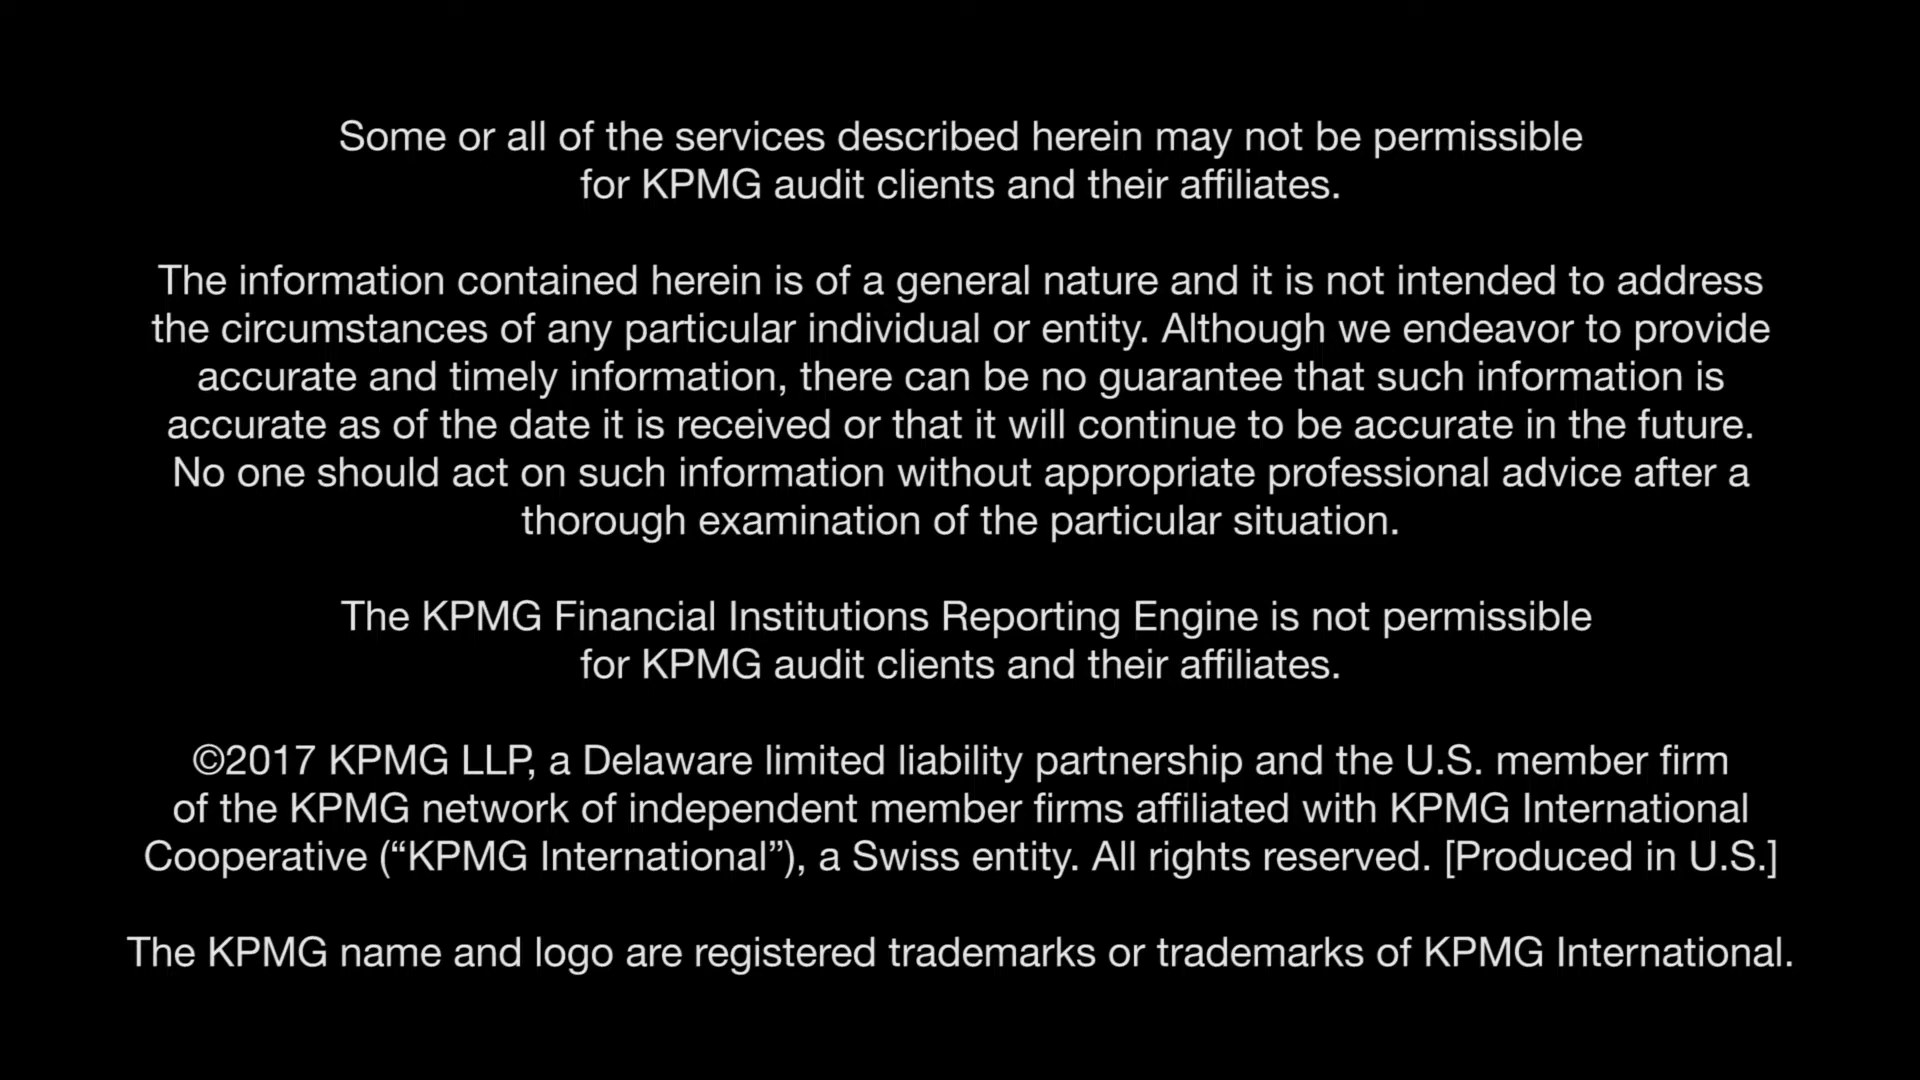 Some or all of the services described herein may not be permissible
for KPMG audit clients and their affiliates.
The information contained herein is of a general nature and it is not intended to address
the circumstances of any particular individual or entity. Although we endeavor to provide
accurate and timely information, there can be no guarantee that such information is
accurate as of the date it is received or that it will continue to be accurate in the future.
No one should act on such information without appropriate professional advice after a
thorough examination of the particular situation.
The KPMG Financial Institutions Reporting Engine is not permissible
for KPMG audit clients and their affiliates.
©2017 KPMG LLP, a Delaware limited liability partnership and the U.S. member firm
of the KPMG network of independent member firms affiliated with KPMG International
Cooperative (“KPMG International”), a Swiss entity. All rights reserved. [Produced in U.S.]
The KPMG name and logo are registered trademarks or trademarks of KPMG International.